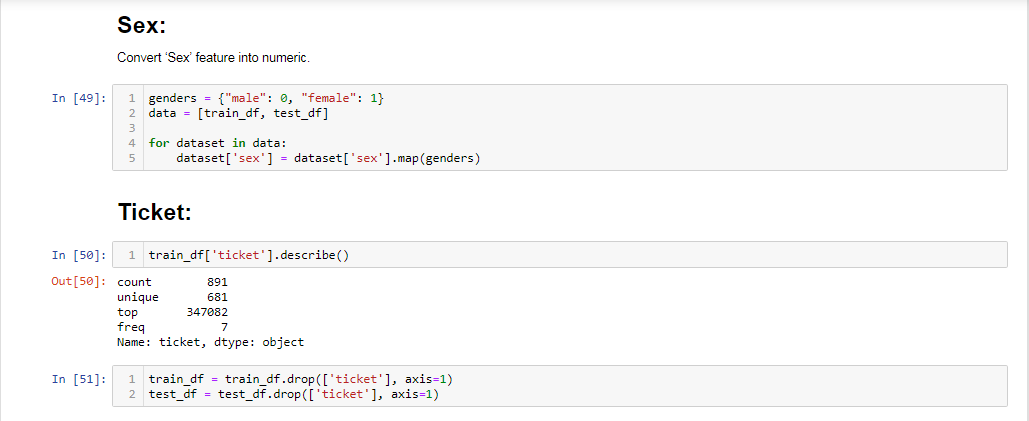 Sex:
Convert ‘Sex’ feature into numeric.
In [49]:
1 genders = {"male": 0, "female": 1}
2 data = [train_df, test_df]
3
4 for dataset in data:
5     dataset['sex'] = dataset['sex'].map(genders)
Ticket:
In [50]:
1 train_df['ticket'].describe()
Out[50]:
count        891
unique       681
top       347082
freq           7
Name: ticket, dtype: object
In [51]:
1 train_df = train_df.drop(['ticket'], axis=1)
2 test_df = test_df.drop(['ticket'], axis=1)